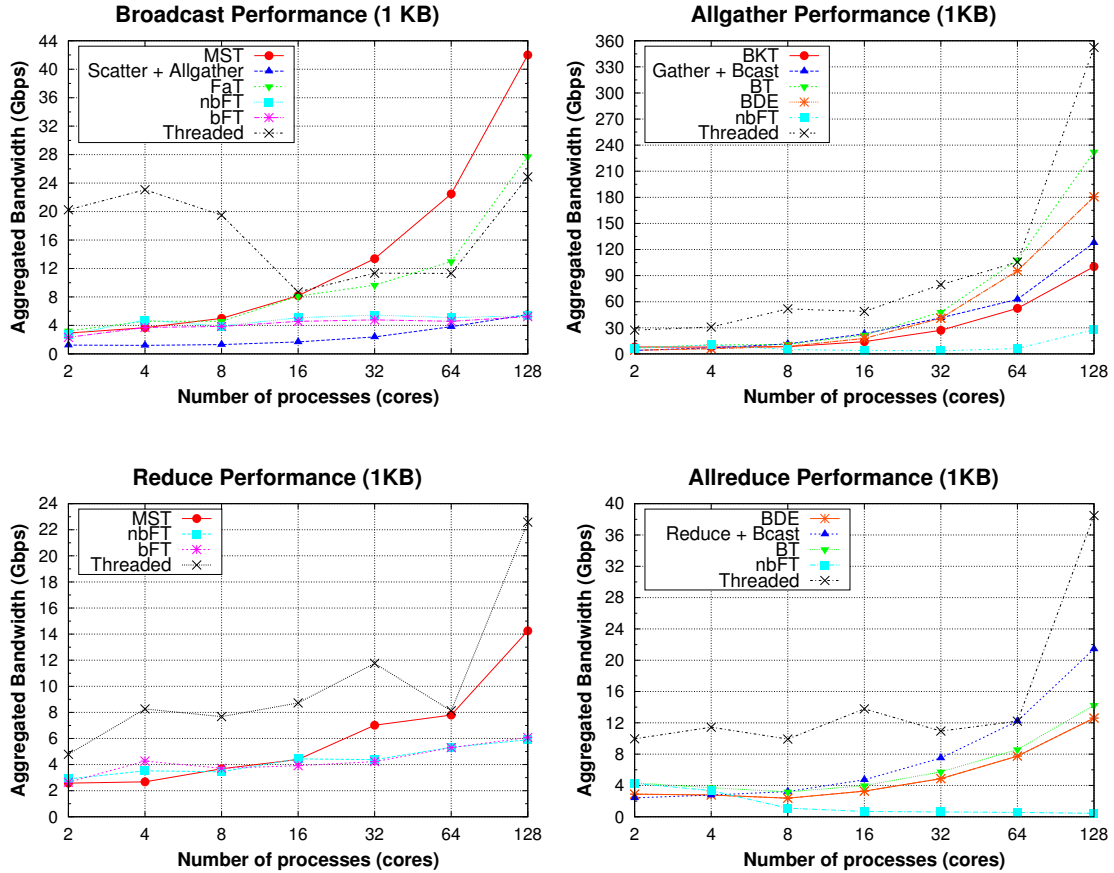 Broadcast Performance (1 KB)
Aggregated Bandwidth (Gbps)
44
40
36
32
28
24
20
16
12
8
4
0
MST
Scatter + Allgather
FaT
nbFT
bFT
Threaded
2 4 8 16 32 64 128
Number of processes (cores)
Allgather Performance (1KB)
Aggregated Bandwidth (Gbps)
360
330
300
270
240
210
180
150
120
90
60
30
0
BKT
Gather + Bcast
BT
BDE
nbFT
Threaded
2 4 8 16 32 64 128
Number of processes (cores)
Reduce Performance (1KB)
Aggregated Bandwidth (Gbps)
24
22
20
18
16
14
12
10
8
6
4
2
0
MST
nbFT
bFT
Threaded
2 4 8 16 32 64 128
Number of processes (cores)
Allreduce Performance (1KB)
Aggregated Bandwidth (Gbps)
40
36
32
28
24
20
16
12
8
4
0
BDE
Reduce + Bcast
BT
nbFT
Threaded
2 4 8 16 32 64 128
Number of processes (cores)